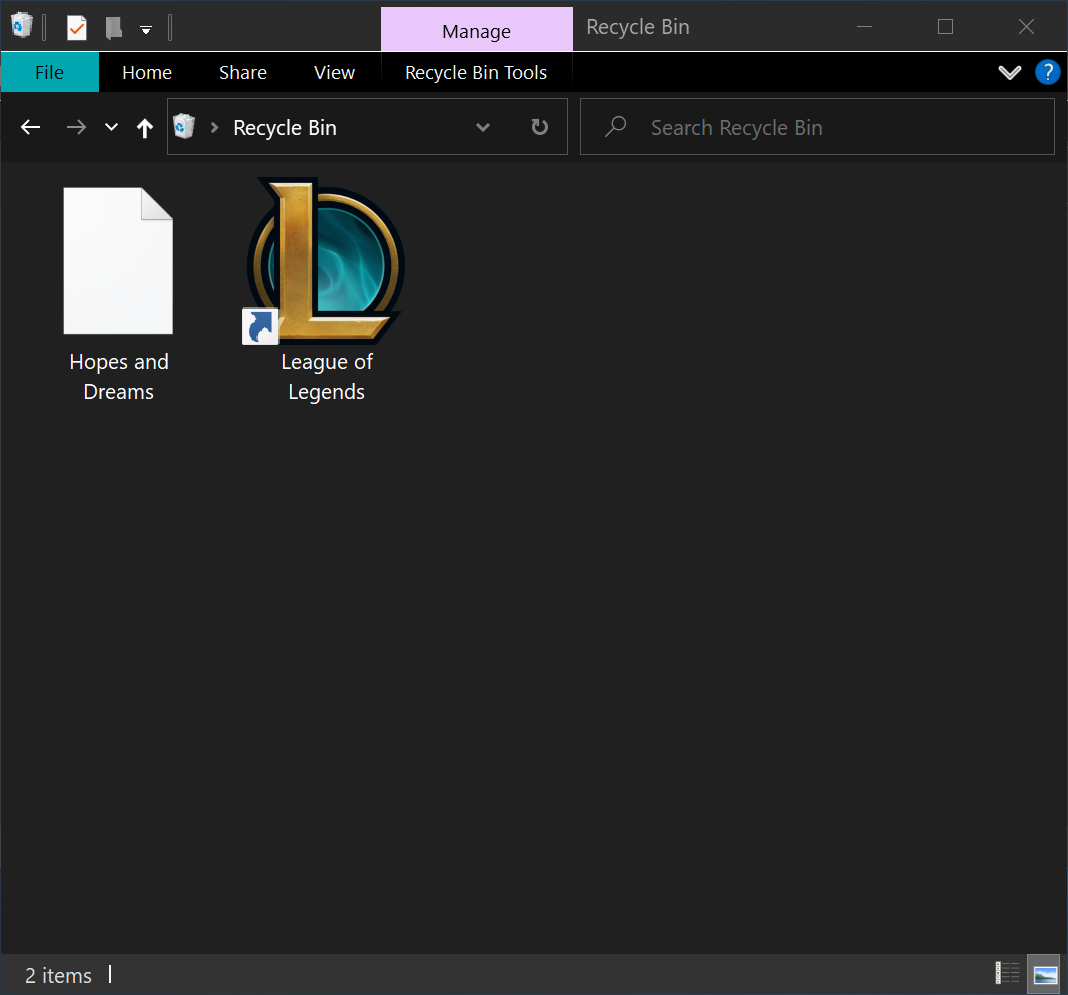 Manage
Recycle Bin
File
Home
Share
View
Recycle Bin Tools
?
Recycle Bin
Search Recycle Bin
Hopes and
Dreams
League of
Legends
2 items